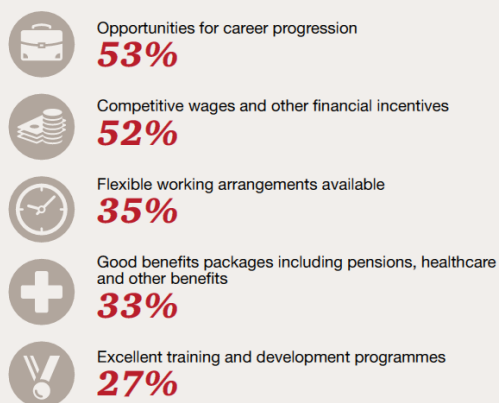 Opportunities for career progression
53%
Competitive wages and other financial incentives
52%
Flexible working arrangements available
35%
Good benefits packages including pensions, healthcare
and other benefits
33%
Excellent training and development programmes
27%